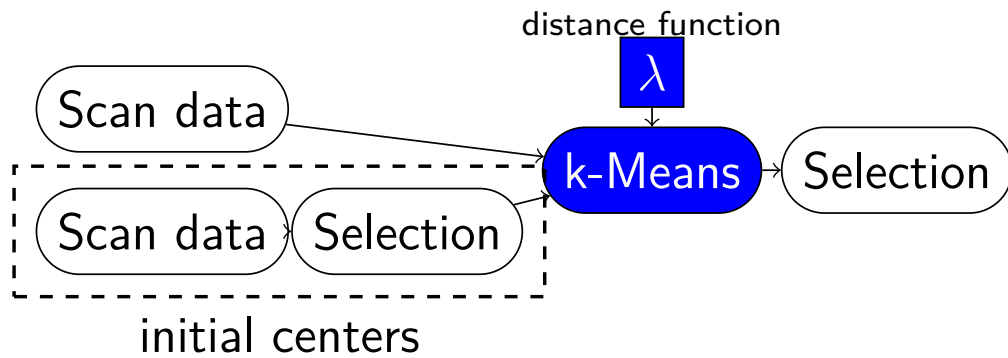 distance function
λ
Scan data
k-Means
Selection
Scan data
Selection
initial centers